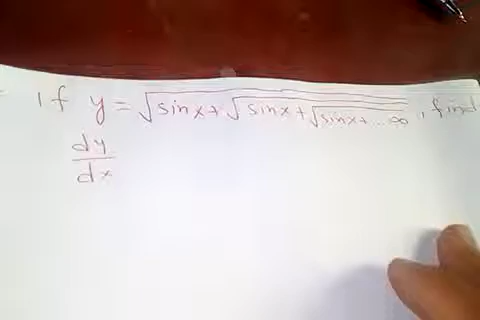 If y = √sinx+√sinx+√sinx+...∞, find
dy
dx